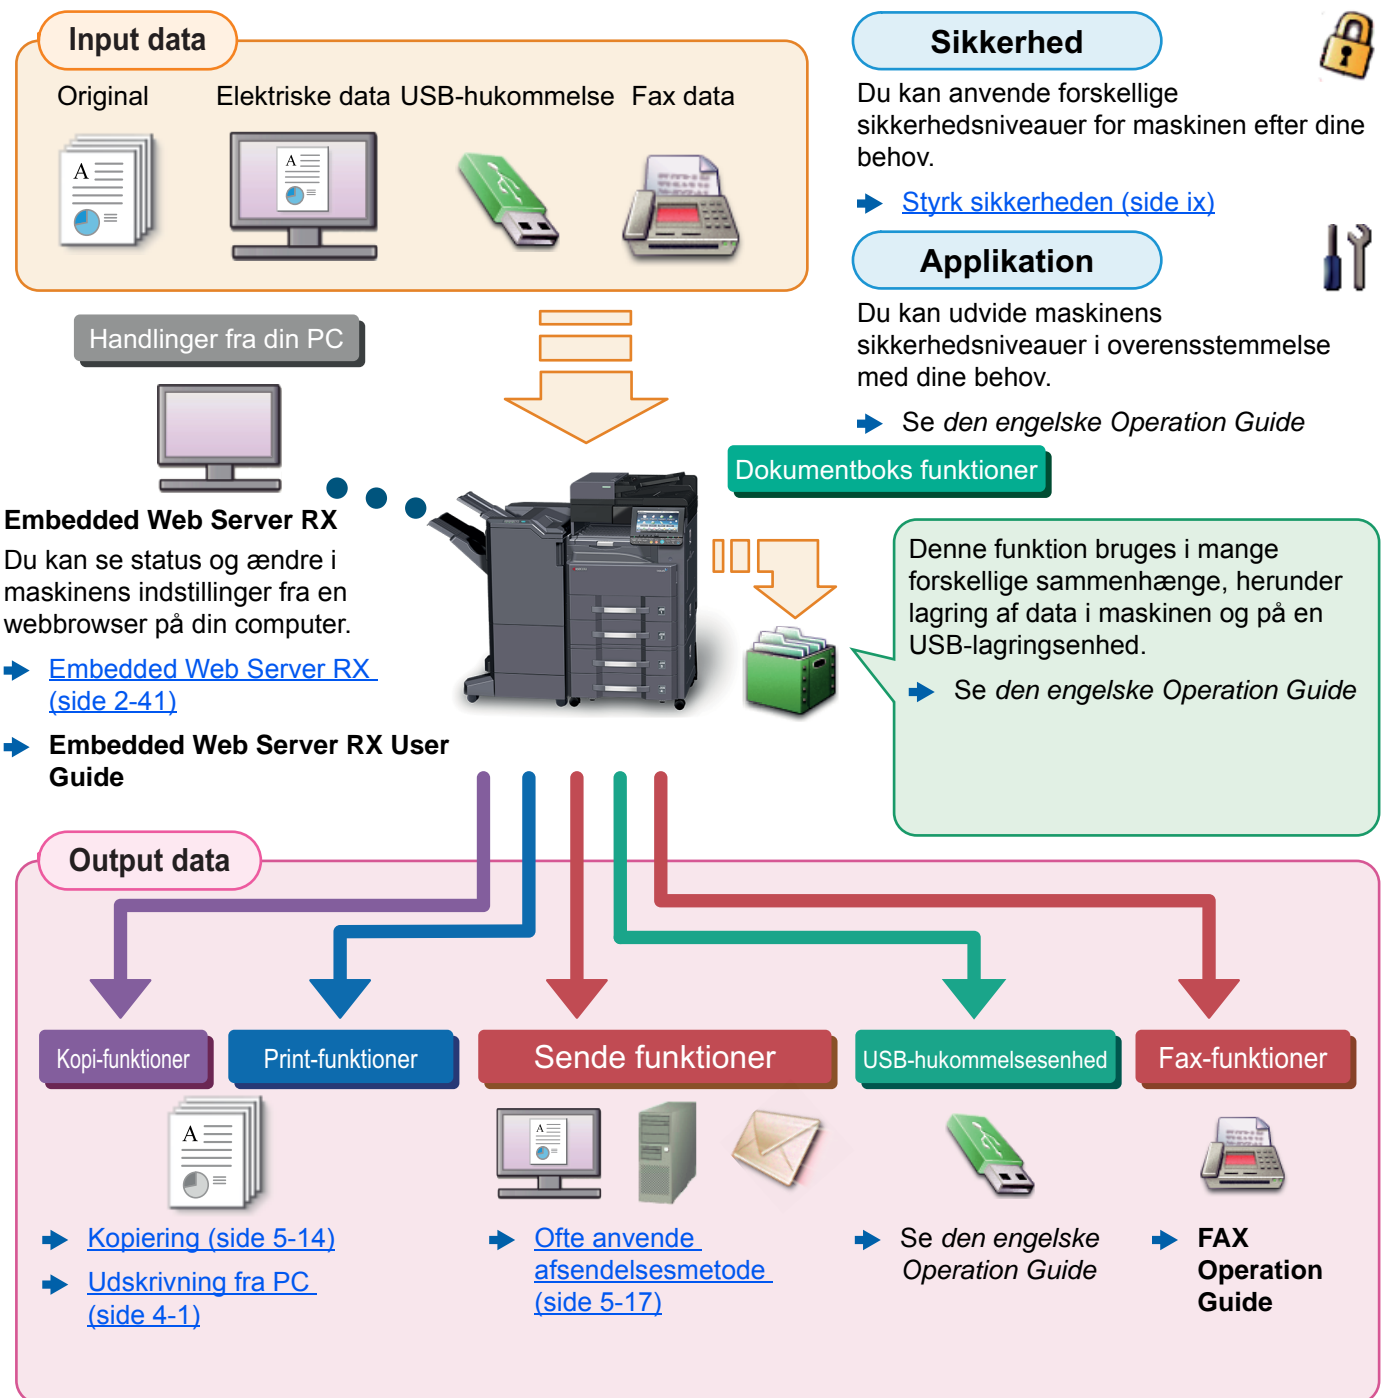 Input data
Original
Elektriske data
USB-hukommelse
Fax data
Sikkerhed
Du kan anvende forskellige
sikkerhedsniveauer for maskinen efter dine
behov.
Styrk sikkerheden (side ix)
Applikation
Du kan udvide maskinens
sikkerhedsniveauer i overensstemmelse
med dine behov.
Se den engelske Operation Guide
Handlinger fra din PC
Embedded Web Server RX
Du kan se status og ændre i
maskinens indstillinger fra en
webbrowser på din computer.
Embedded Web Server RX
(side 2-41)
Embedded Web Server RX User
Guide
Dokumentboks funktioner
Denne funktion bruges i mange
forskellige sammenhænge, herunder
lagring af data i maskinen og på en
USB-lagringsenhed.
Se den engelske Operation Guide
Output data
Kopi-funktioner
Print-funktioner
Sende funktioner
USB-hukommelsesenhed
Fax-funktioner
Kopiering (side 5-14)
Udskrivning fra PC
(side 4-1)
Ofte anvende
afsendelsesmetode
(side 5-17)
Se den engelske
Operation Guide
FAX
Operation
Guide